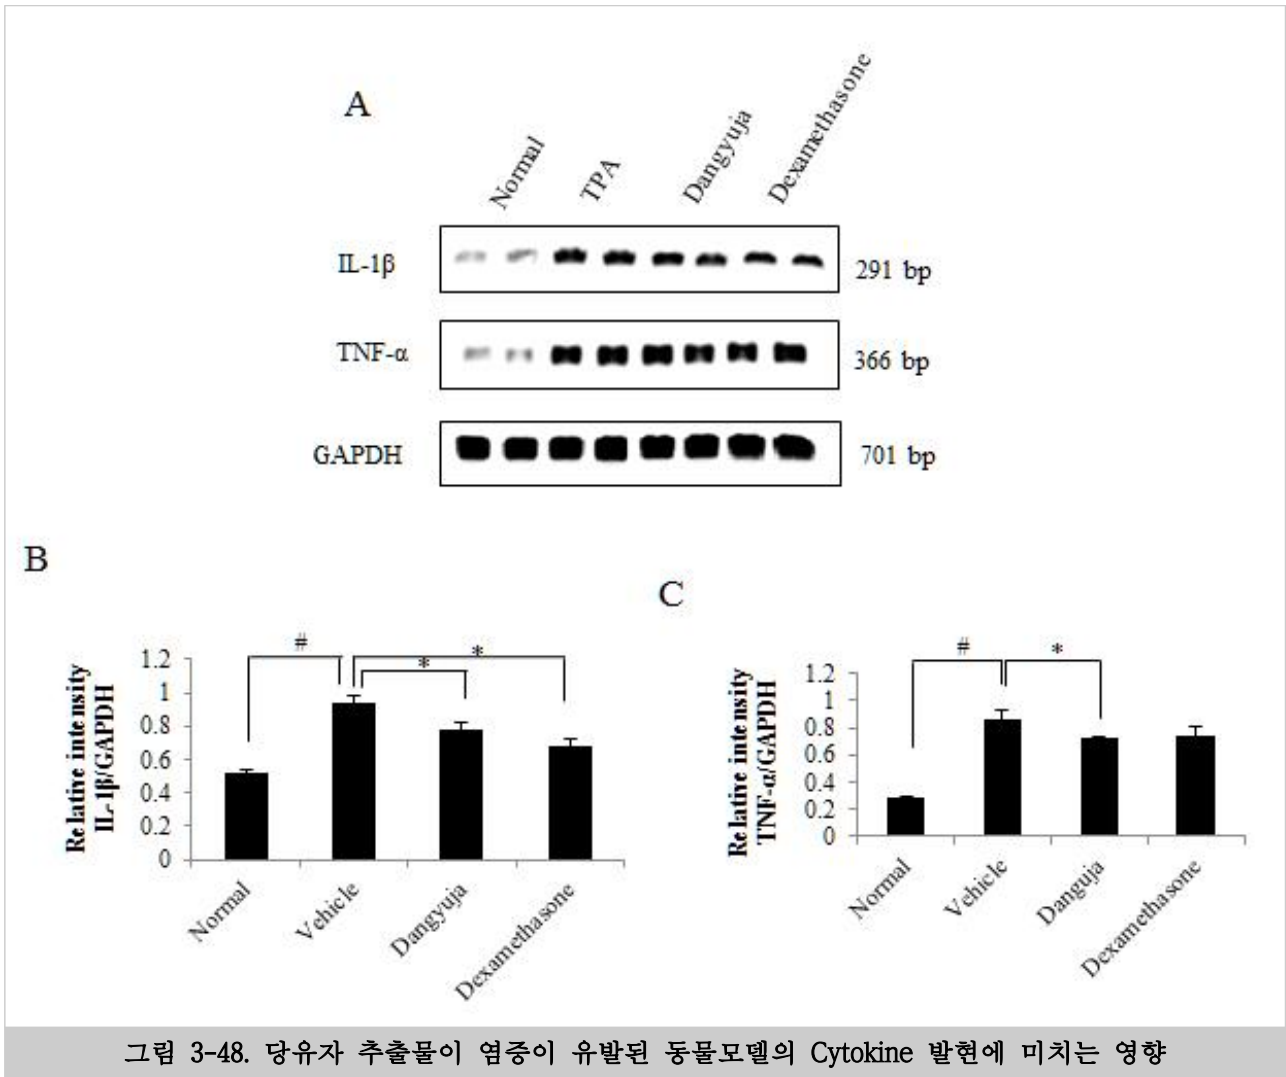 A
Normal
TPA
Dangyuja
Dexamethasone
IL-1β
291 bp
TNF-α
366 bp
GAPDH
701 bp
B
Relative intensity
IL-1β/GAPDH
1.2
1
0.8
0.6
0.4
0.2
0
#
*
*
Normal
Vehicle
Dangyuja
Dexamethasone
C
Relative intensity
TNF-α/GAPDH
1.2
1
0.8
0.6
0.4
0.2
0
#
*
Normal
Vehicle
Danguja
Dexamethasone
그림 3-48. 당유자 추출물이 염증이 유발된 동물모델의 Cytokine 발현에 미치는 영향